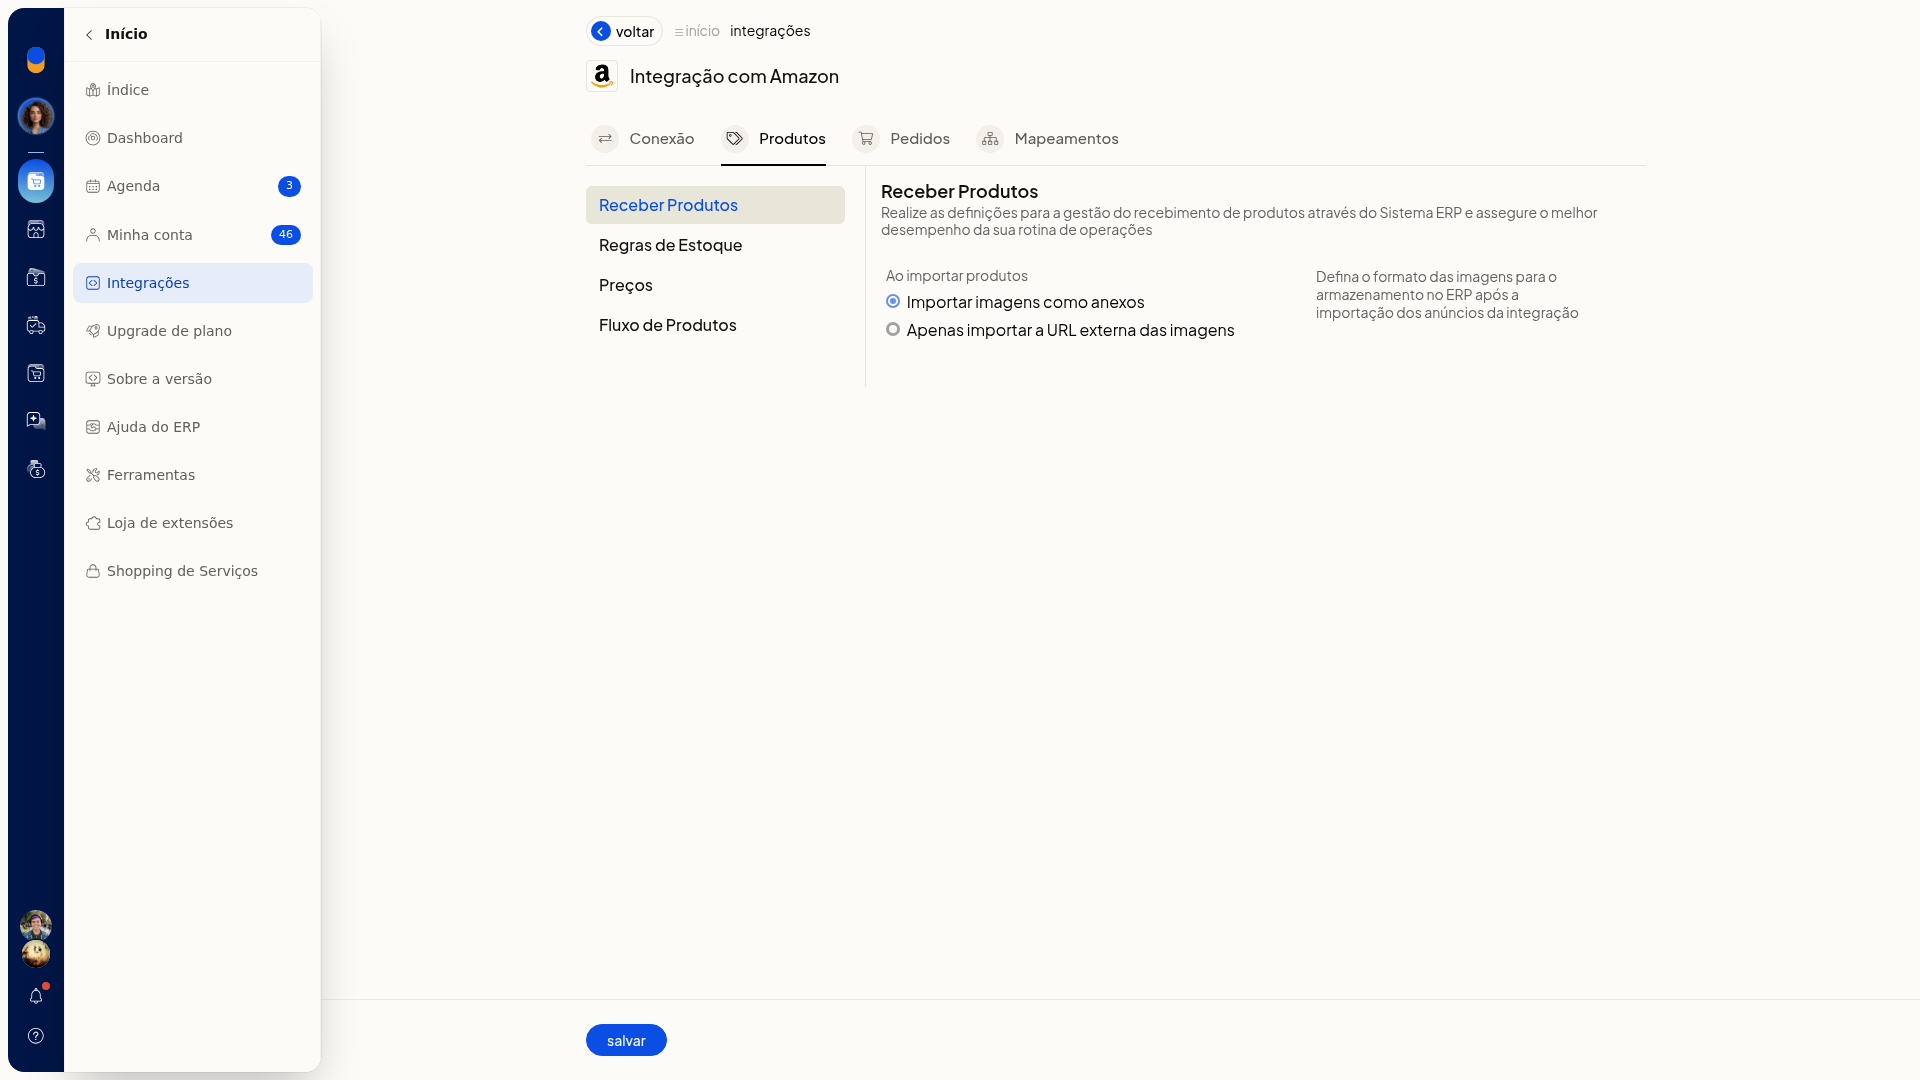 Início
Índice
Dashboard
Agenda 3
Minha conta 46
Integrações
Upgrade de plano
Sobre a versão
Ajuda do ERP
Ferramentas
Loja de extensões
Shopping de Serviços
voltar início integrações
Integração com Amazon
Conexão Produtos Pedidos Mapeamentos
Receber Produtos
Regras de Estoque
Preços
Fluxo de Produtos
Receber Produtos
Realize as definições para a gestão do recebimento de produtos através do Sistema ERP e assegure o melhor
desempenho da sua rotina de operações
Ao importar produtos
Importar imagens como anexos
Apenas importar a URL externa das imagens
Defina o formato das imagens para o
armazenamento no ERP após a
importação dos anúncios da integração
salvar